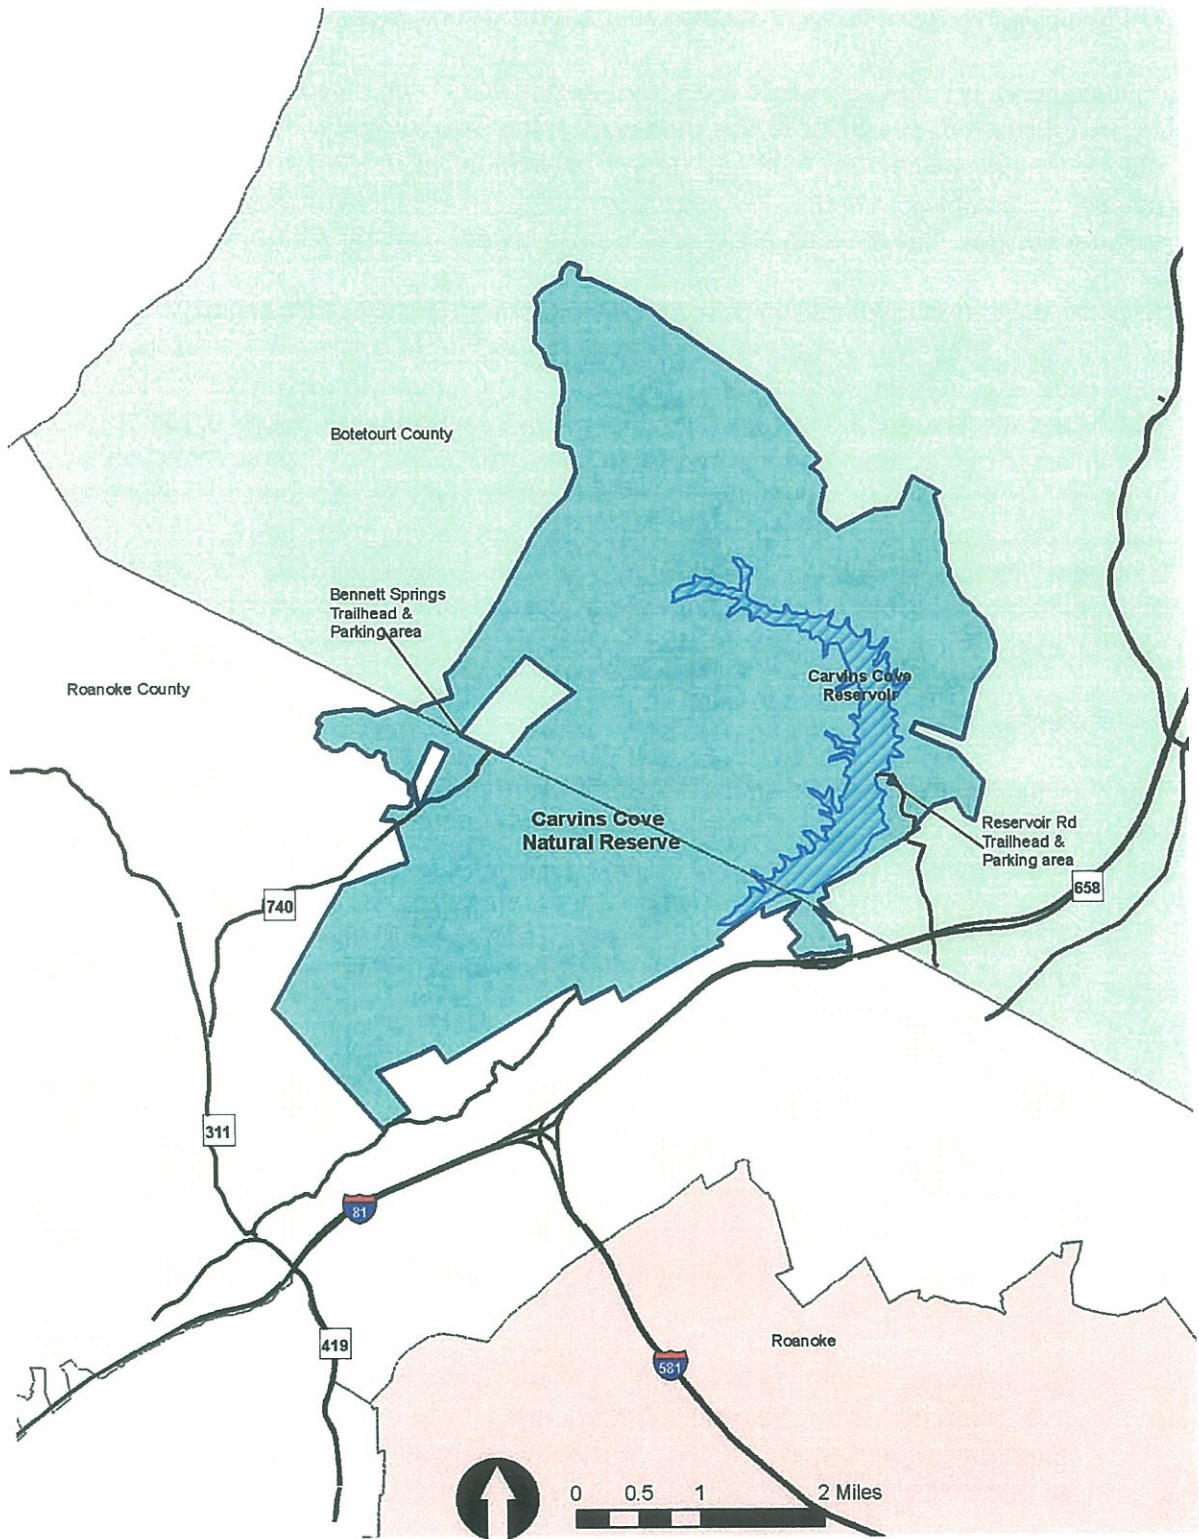 Botetourt County
Bennett Springs
Trailhead &
Parking area
Roanoke County
Carvins Cove
Reservoir
Carvins Cove
Natural Reserve
Reservoir Rd
Trailhead &
Parking area
658
740
311
81
419
581
Roanoke
0 0.5 1 2 Miles